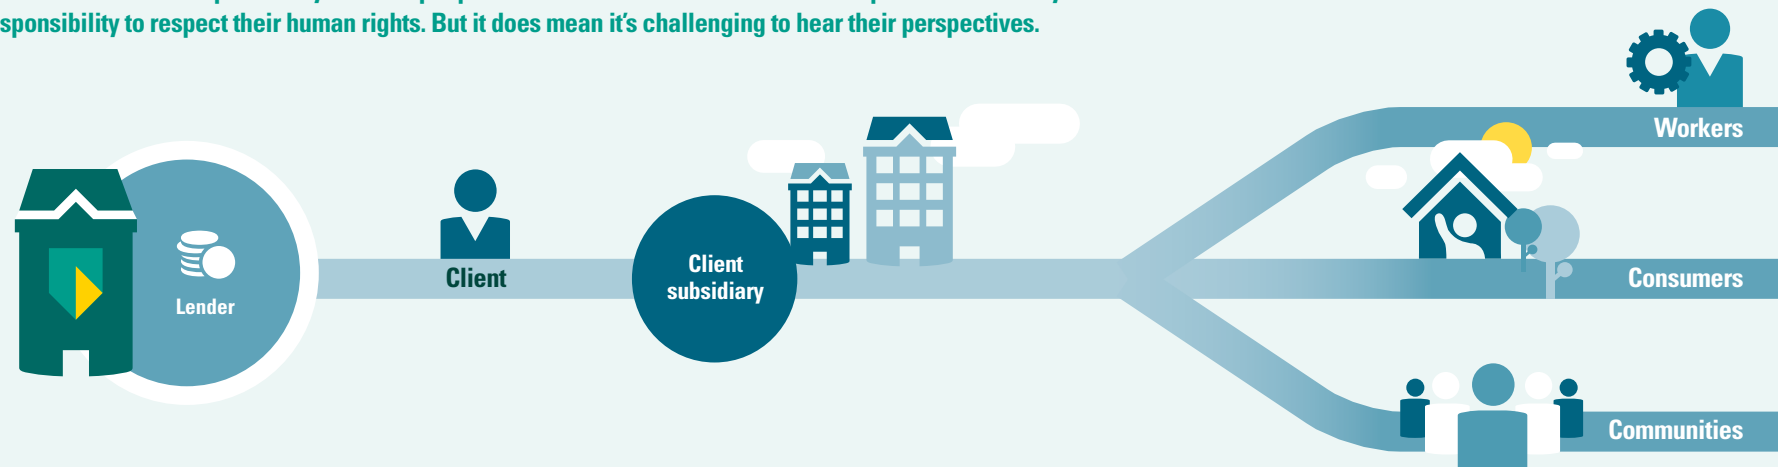 sponsibility to respect their human rights. But it does mean it's challenging to hear their perspectives.
Workers
Client
Client
subsidiary
Consumers
Lender
Communities